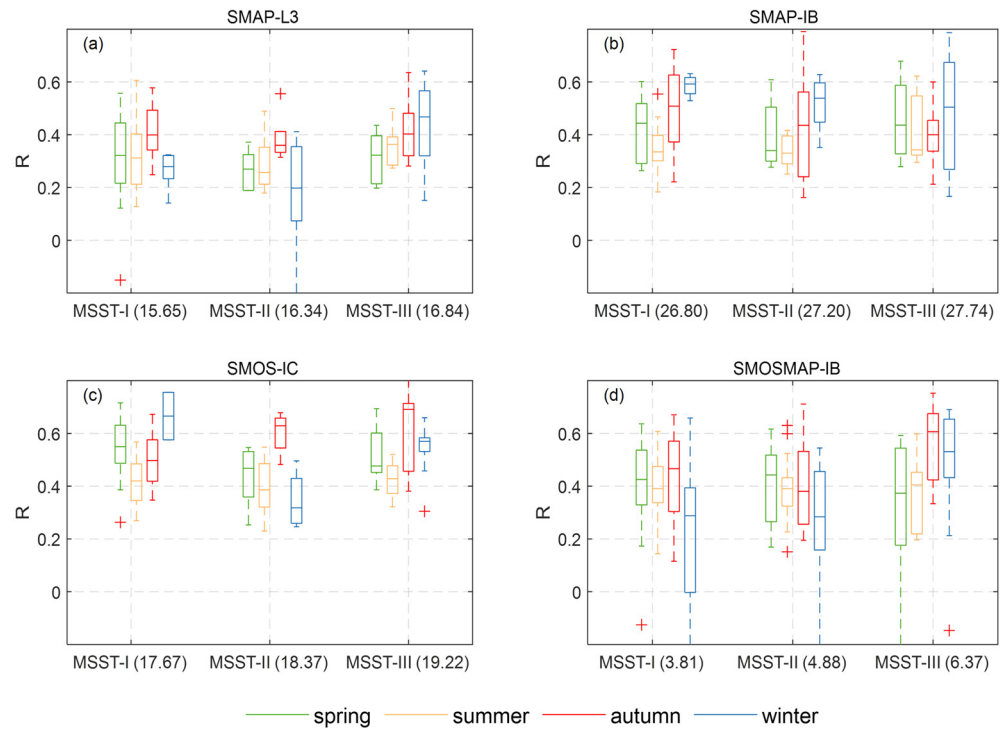 SMAP-L3
(a)
0.6
0.4
0.2
0
R
MSST-I (15.65) MSST-II (16.34) MSST-III (16.84)
SMAP-IB
(b)
0.6
0.4
0.2
0
R
MSST-I (26.80) MSST-II (27.20) MSST-III (27.74)
SMOS-IC
(c)
0.6
0.4
0.2
0
R
MSST-I (17.67) MSST-II (18.37) MSST-III (19.22)
SMOSMAP-IB
(d)
0.6
0.4
0.2
0
R
MSST-I (3.81) MSST-II (4.88) MSST-III (6.37)
spring summer autumn winter